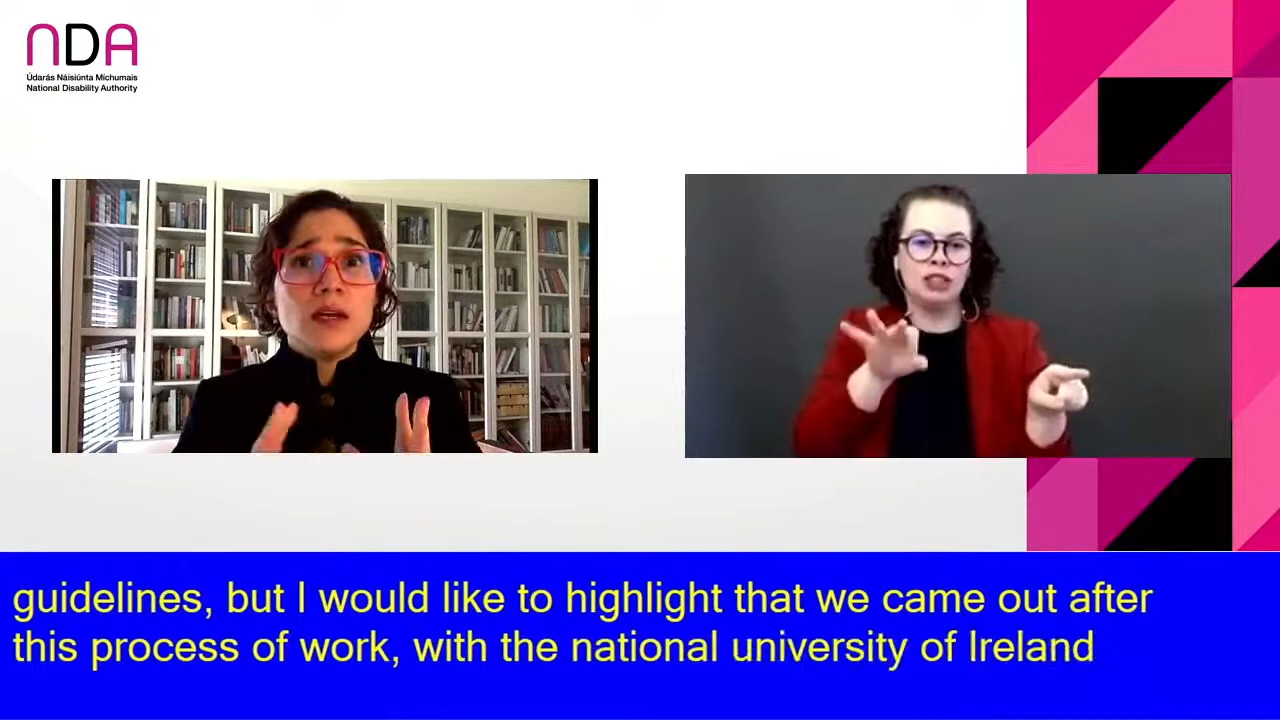 NDA
Údarás Náisiúnta Míchumais
National Disability Authority
guidelines, but I would like to highlight that we came out after
this process of work, with the national university of Ireland